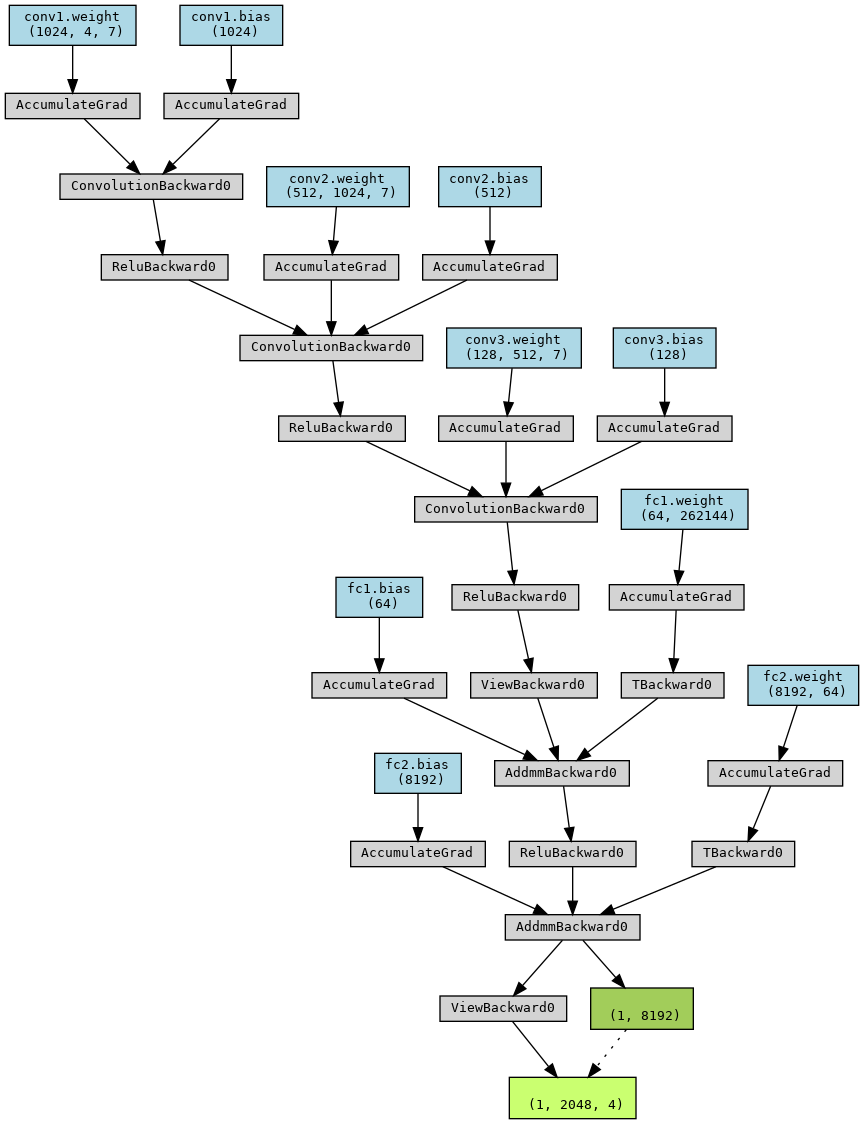 conv1.weight
(1024, 4, 7)
conv1.bias
(1024)
AccumulateGrad
AccumulateGrad
ConvolutionBackward0
conv2.weight
(512, 1024, 7)
conv2.bias
(512)
ReluBackward0
AccumulateGrad
AccumulateGrad
ConvolutionBackward0
conv3.weight
(128, 512, 7)
conv3.bias
(128)
ReluBackward0
AccumulateGrad
AccumulateGrad
ConvolutionBackward0
fc1.weight
(64, 262144)
fc1.bias
(64)
ReluBackward0
AccumulateGrad
AccumulateGrad
ViewBackward0
TBackward0
fc2.weight
(8192, 64)
fc2.bias
(8192)
AddmmBackward0
AccumulateGrad
AccumulateGrad
ReluBackward0
TBackward0
AddmmBackward0
ViewBackward0
(1, 8192)
(1, 2048, 4)